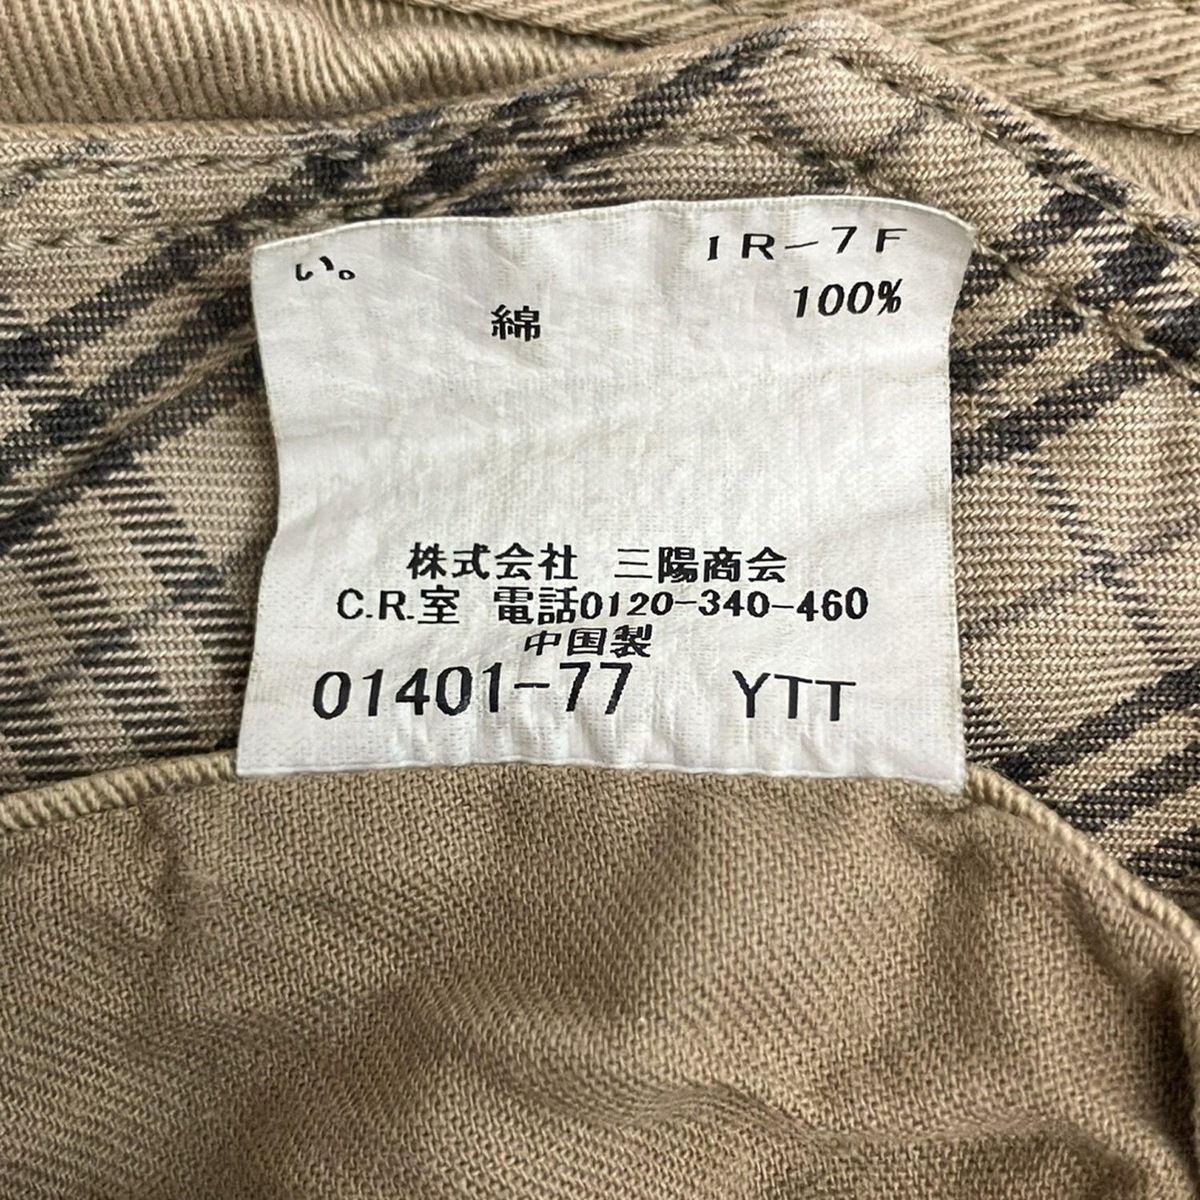 い。 IR-7F
綿 100%
株式会社 三陽商会
C.R.室 電話0120-340-460
中国製
01401-77 YTT